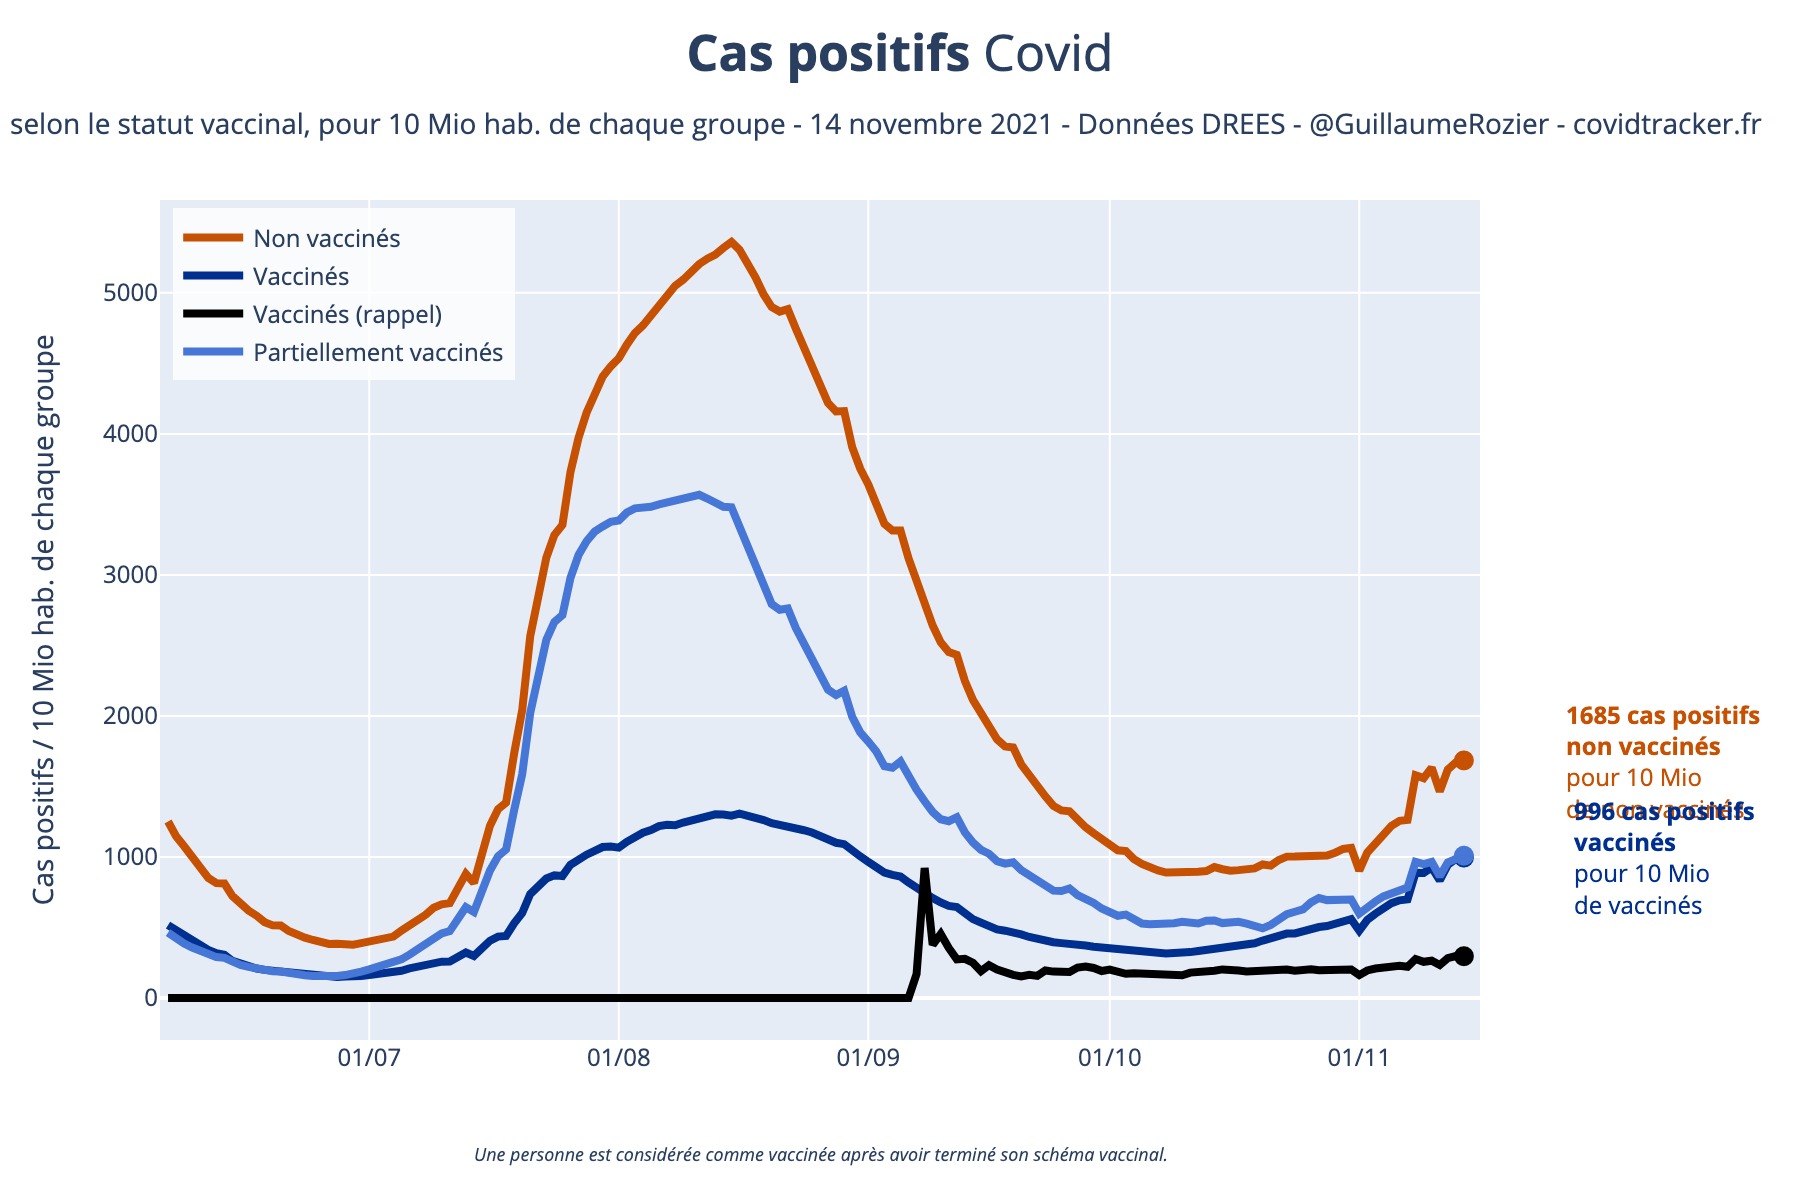 Cas positifs Covid
selon le statut vaccinal, pour 10 Mio hab. de chaque groupe - 14 novembre 2021 - Données DREES - @GuillaumeRozier - covidtracker.fr
Non vaccinés
Vaccinés
Vaccinés (rappel)
Partiellement vaccinés
Cas positifs / 10 Mio hab. de chaque groupe
5000
4000
3000
2000
1000
0
01/07
01/08
01/09
01/10
01/11
1685 cas positifs
non vaccinés
pour 10 Mio
de non vaccinés
996 cas positifs
vaccinés
pour 10 Mio
de vaccinés
Une personne est considérée comme vaccinée après avoir terminé son schéma vaccinal.